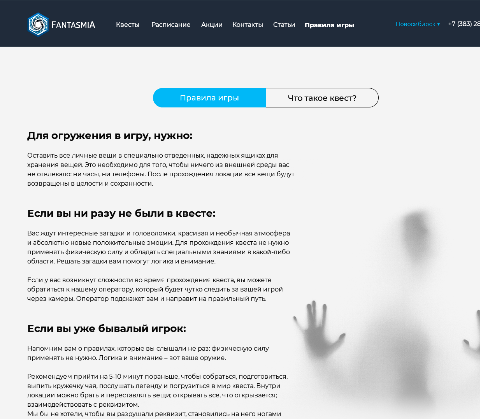 FANTASMIA
Квесты Расписание Акции Контакты Статьи Правила игры Новосибирск +7 (383) 28
Правила игры Что такое квест?
Для огружения в игру, нужно:
Оставить все личные вещи в специально отведенных, надежных ящиках для
хранения вещей. Это необходимо для того, чтобы ничего из внешней среды вас
не отвлекало: ни часы, ни телефоны. После прохождения локации все вещи будут
возвращены в целости и сохранности.
Если вы ни разу не были в квесте:
Вас ждут интересные загадки и головоломки, красивая и необычная атмосфера
и абсолютно новые положительные эмоции. Для прохождения квеста не нужно
применять физическую силу и обладать специальными знаниями в какой-либо
области. Решать загадки вам помогут логика и внимание.
Если у вас возникнут сложности во время прохождения квеста, вы можете
обратиться к нашему оператору, который будет чутко следить за вашей игрой
через камеры. Оператор подскажет вам и направит на правильный путь.
Если вы уже бывалый игрок:
Напомним вам о правилах, которые вы слышали не раз: физическую силу
применять не нужно. Логика и внимание – вот ваше оружие.
Рекомендуем прийти на 5-10 минут пораньше, чтобы собраться, подготовиться,
выпить кружечку чая, послушать легенду и погрузиться в мир квеста. Внутри
локации можно брать и переставлять вещи, открывать все, что открывается;
взаимодействовать с реквизитом.
Мы бы не хотели, чтобы вы разрушали реквизит, становились на него ногами